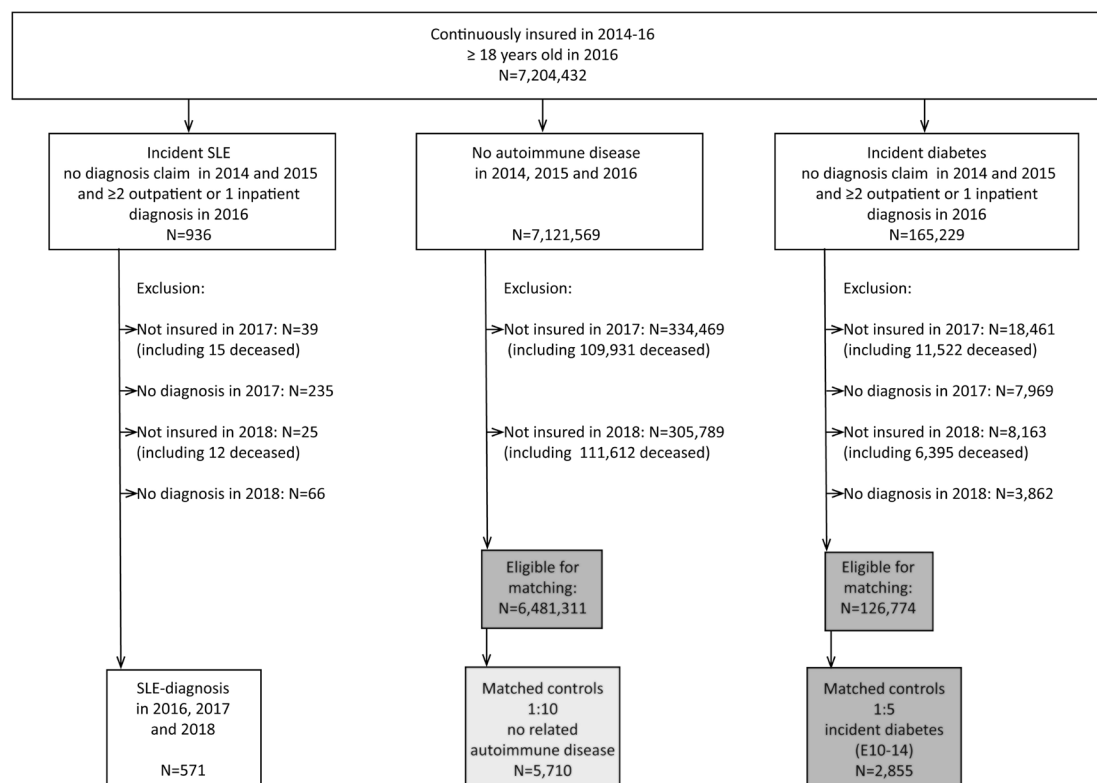 Continuously insured in 2014-16
≥ 18 years old in 2016
N=7,204,432
Incident SLE
no diagnosis claim in 2014 and 2015
and ≥2 outpatient or 1 inpatient
diagnosis in 2016
N=936
No autoimmune disease
in 2014, 2015 and 2016
N=7,121,569
Incident diabetes
no diagnosis claim in 2014 and 2015
and ≥2 outpatient or 1 inpatient
diagnosis in 2016
N=165,229
Exclusion:
Not insured in 2017: N=39
(including 15 deceased)
No diagnosis in 2017: N=235
Not insured in 2018: N=25
(including 12 deceased)
No diagnosis in 2018: N=66
Exclusion:
Not insured in 2017: N=334,469
(including 109,931 deceased)
Not insured in 2018: N=305,789
(including 111,612 deceased)
Exclusion:
Not insured in 2017: N=18,461
(including 11,522 deceased)
No diagnosis in 2017: N=7,969
Not insured in 2018: N=8,163
(including 6,395 deceased)
No diagnosis in 2018: N=3,862
Eligible for
matching:
N=6,481,311
Eligible for
matching:
N=126,774
SLE-diagnosis
in 2016, 2017
and 2018
N=571
Matched controls
1:10
no related
autoimmune disease
N=5,710
Matched controls
1:5
incident diabetes
(E10-14)
N=2,855